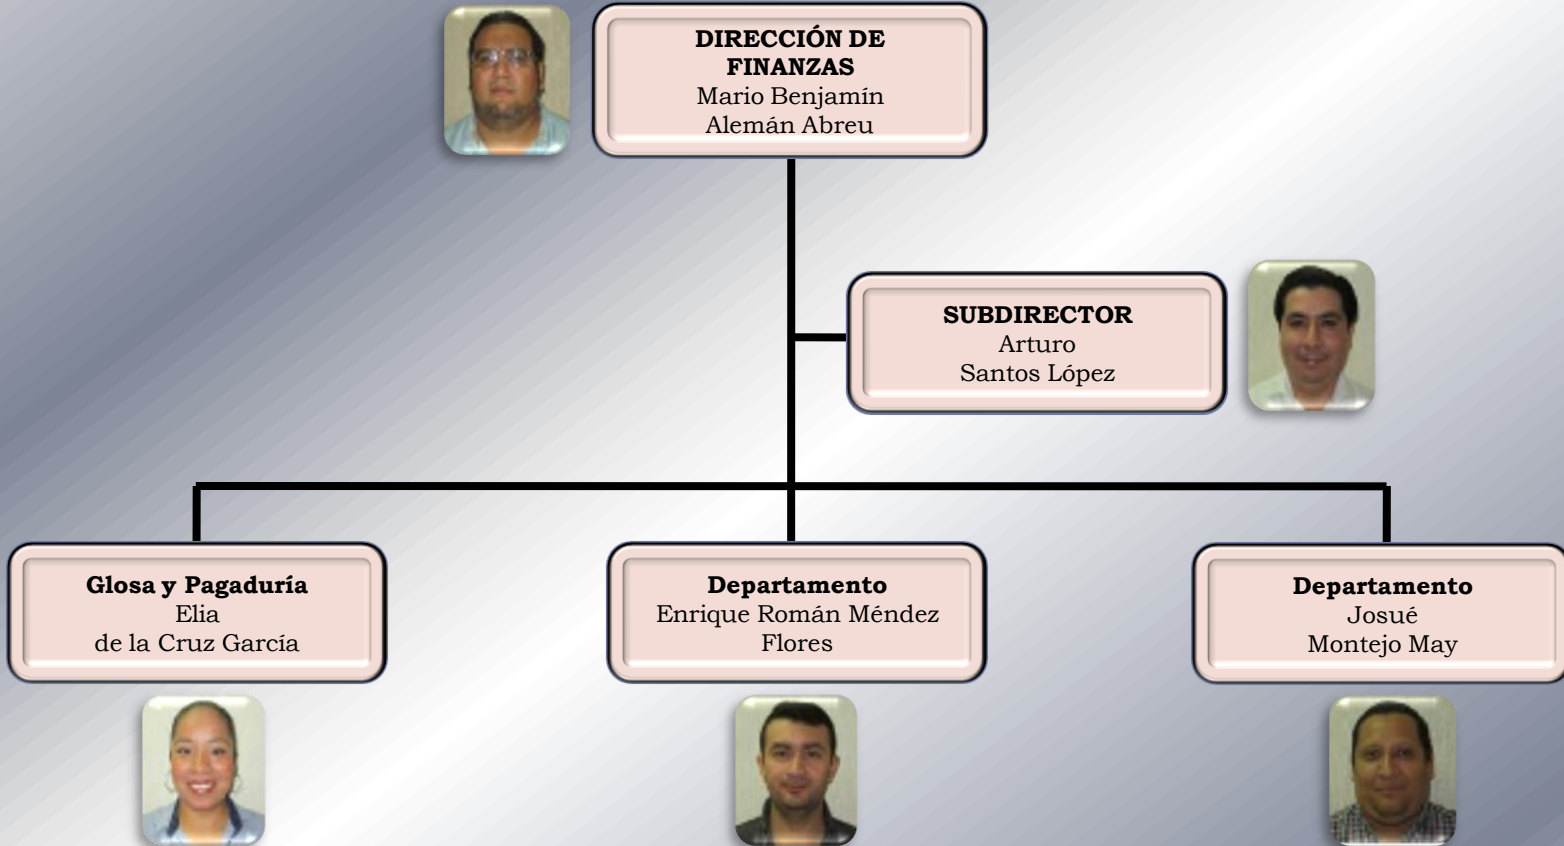 DIRECCIÓN DE
FINANZAS
Mario Benjamín
Alemán Abreu
SUBDIRECTOR
Arturo
Santos López
Glosa y Pagaduría
Elia
de la Cruz García
Departamento
Enrique Román Méndez
Flores
Departamento
Josué
Montejo May